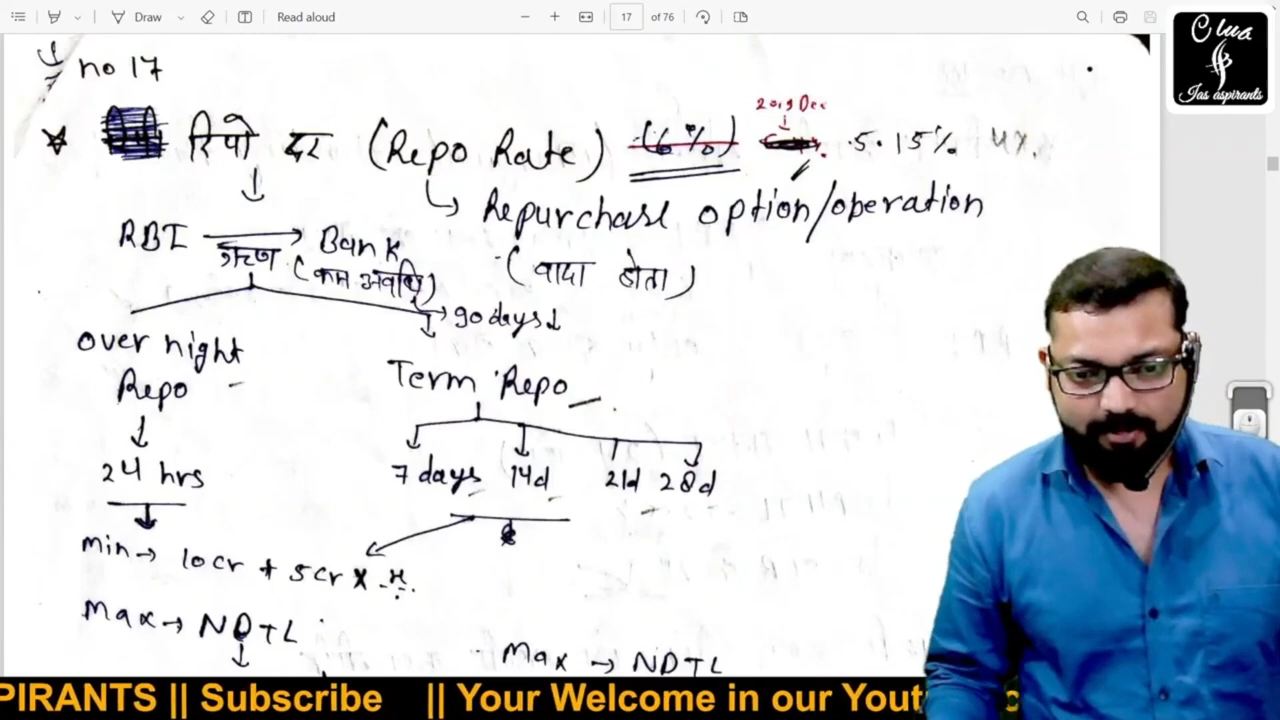 Draw
Read aloud
17 of 76
Clua
Ias aspirants
no 17
2019 Dec
रिपो दर (Repo Rate) (6%) 5.15% 4%.
Repurchase option/operation
RBI Bank
ऋण (कम अवधि)
(वादा होता)
90 days
over night
Repo
Term Repo
24 hrs
7 days 14d 21d 28d
min → 10cr + 5cr x
Max → NDTL
Max → NDTL
PIRANTS || Subscribe || Your Welcome in our Yout